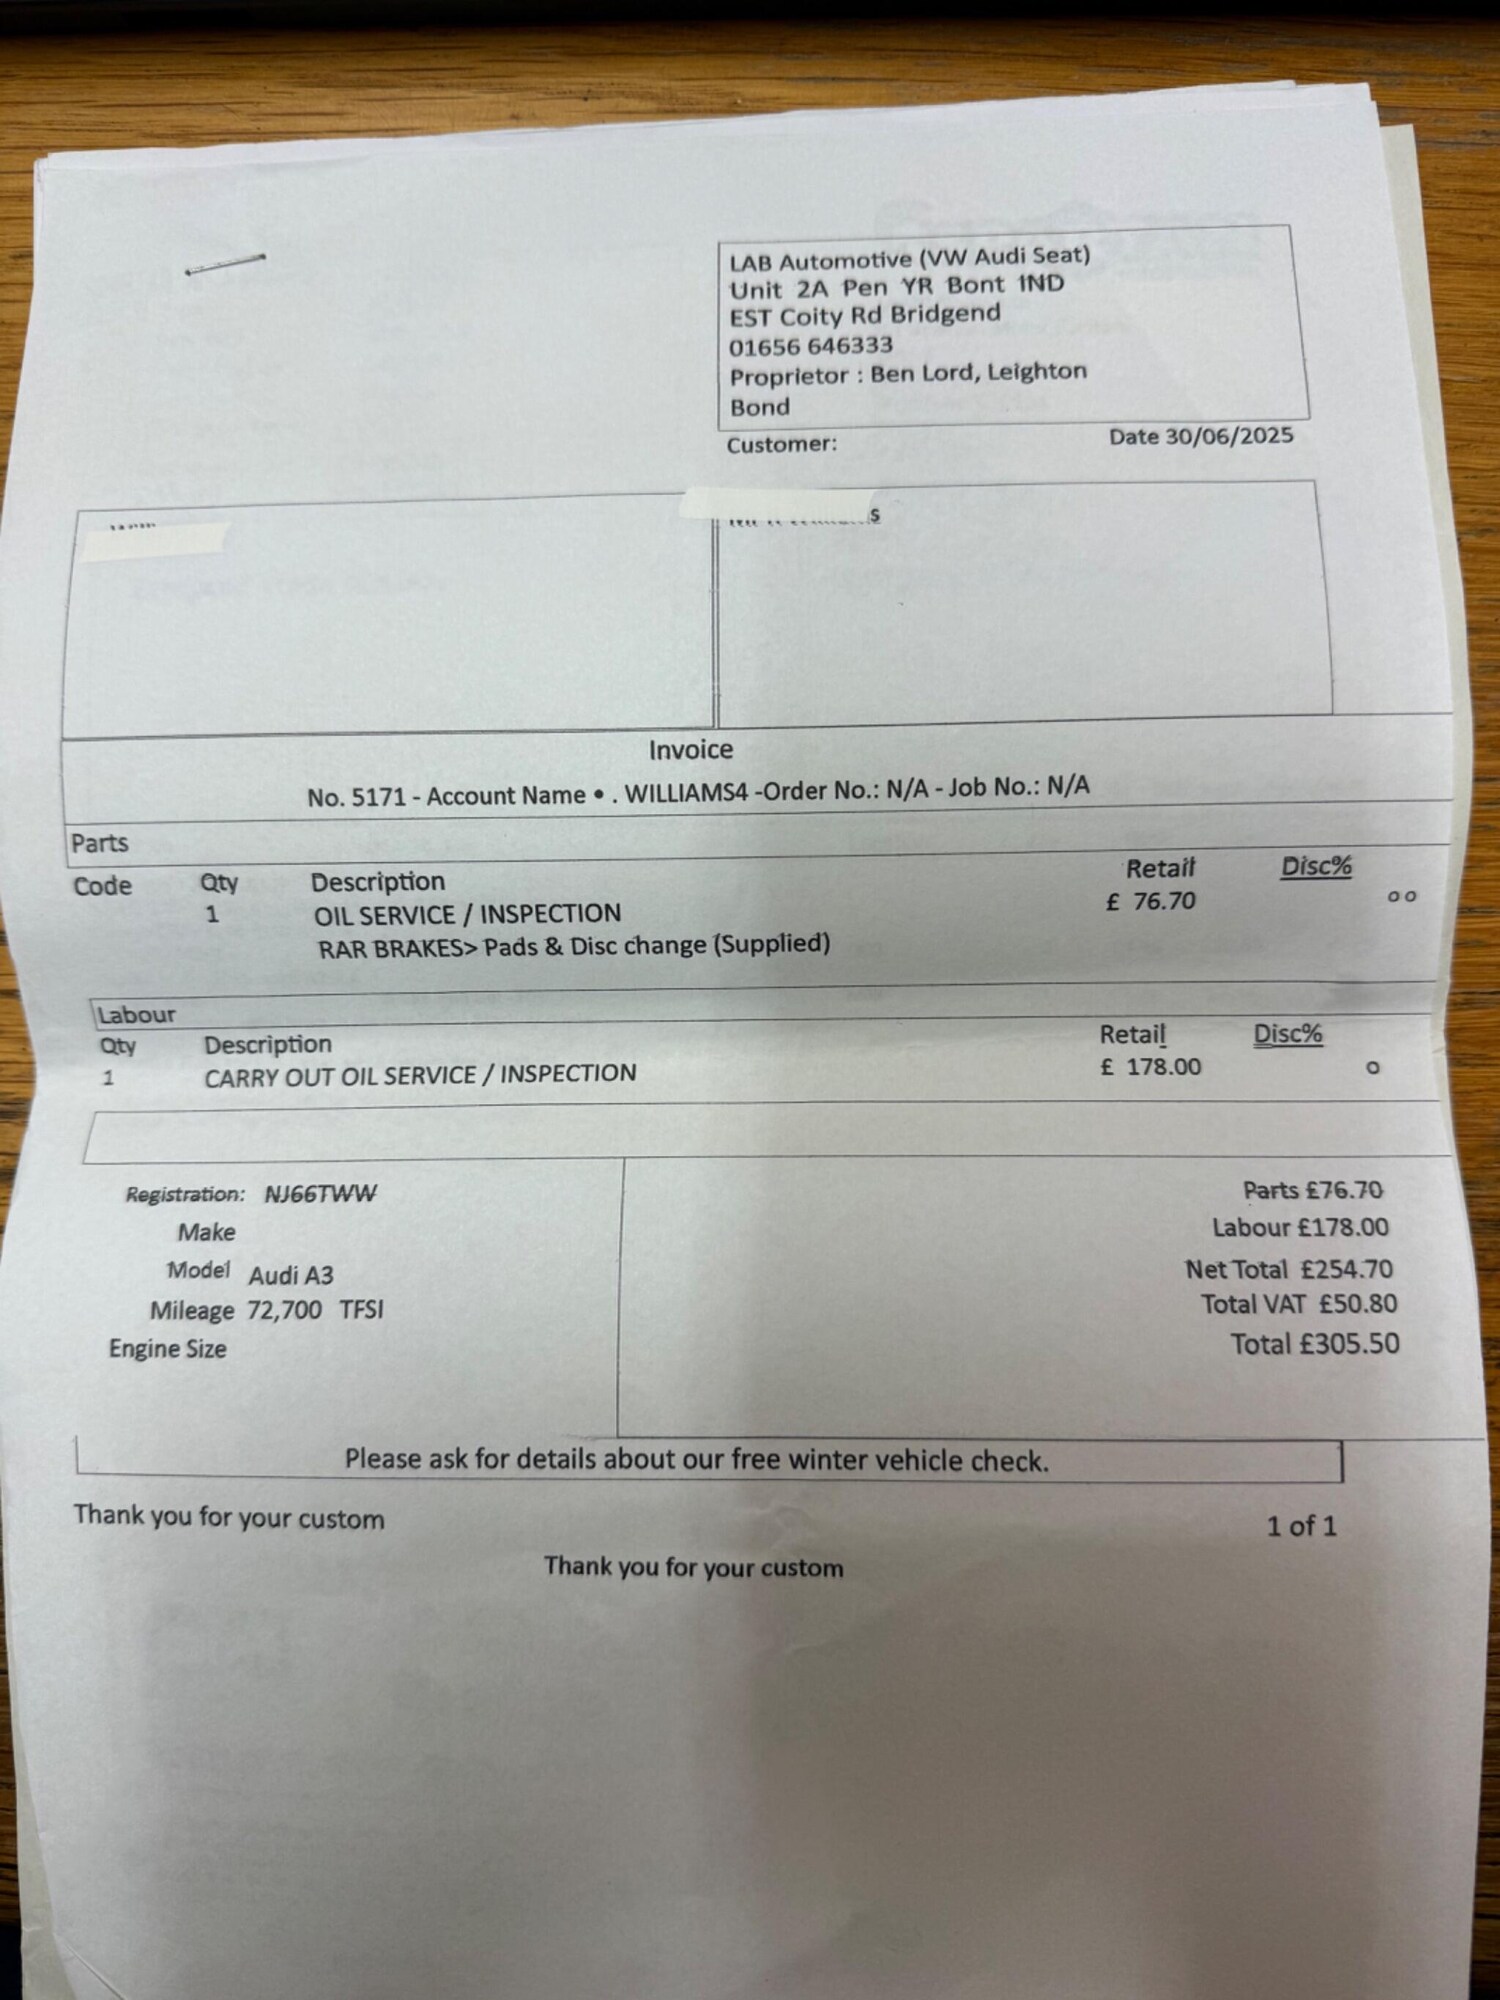 LAB Automotive (VW Audi Seat)
Unit 2A Pen YR Bont 1ND
EST Coity Rd Bridgend
01656 646333
Proprietor : Ben Lord, Leighton
Bond
Customer: Date 30/06/2025
Invoice
No. 5171 - Account Name • . WILLIAMS4 -Order No.: N/A - Job No.: N/A
Parts
Code Qty Description Retail Disc%
1 OIL SERVICE / INSPECTION £ 76.70 o o
RAR BRAKES> Pads & Disc change (Supplied)
Labour
Qty Description Retail Disc%
1 CARRY OUT OIL SERVICE / INSPECTION £ 178.00 o
Registration: NJ66TWW
Make
Model Audi A3
Mileage 72,700 TFSI
Engine Size
Parts £76.70
Labour £178.00
Net Total £254.70
Total VAT £50.80
Total £305.50
Please ask for details about our free winter vehicle check.
Thank you for your custom 1 of 1
Thank you for your custom